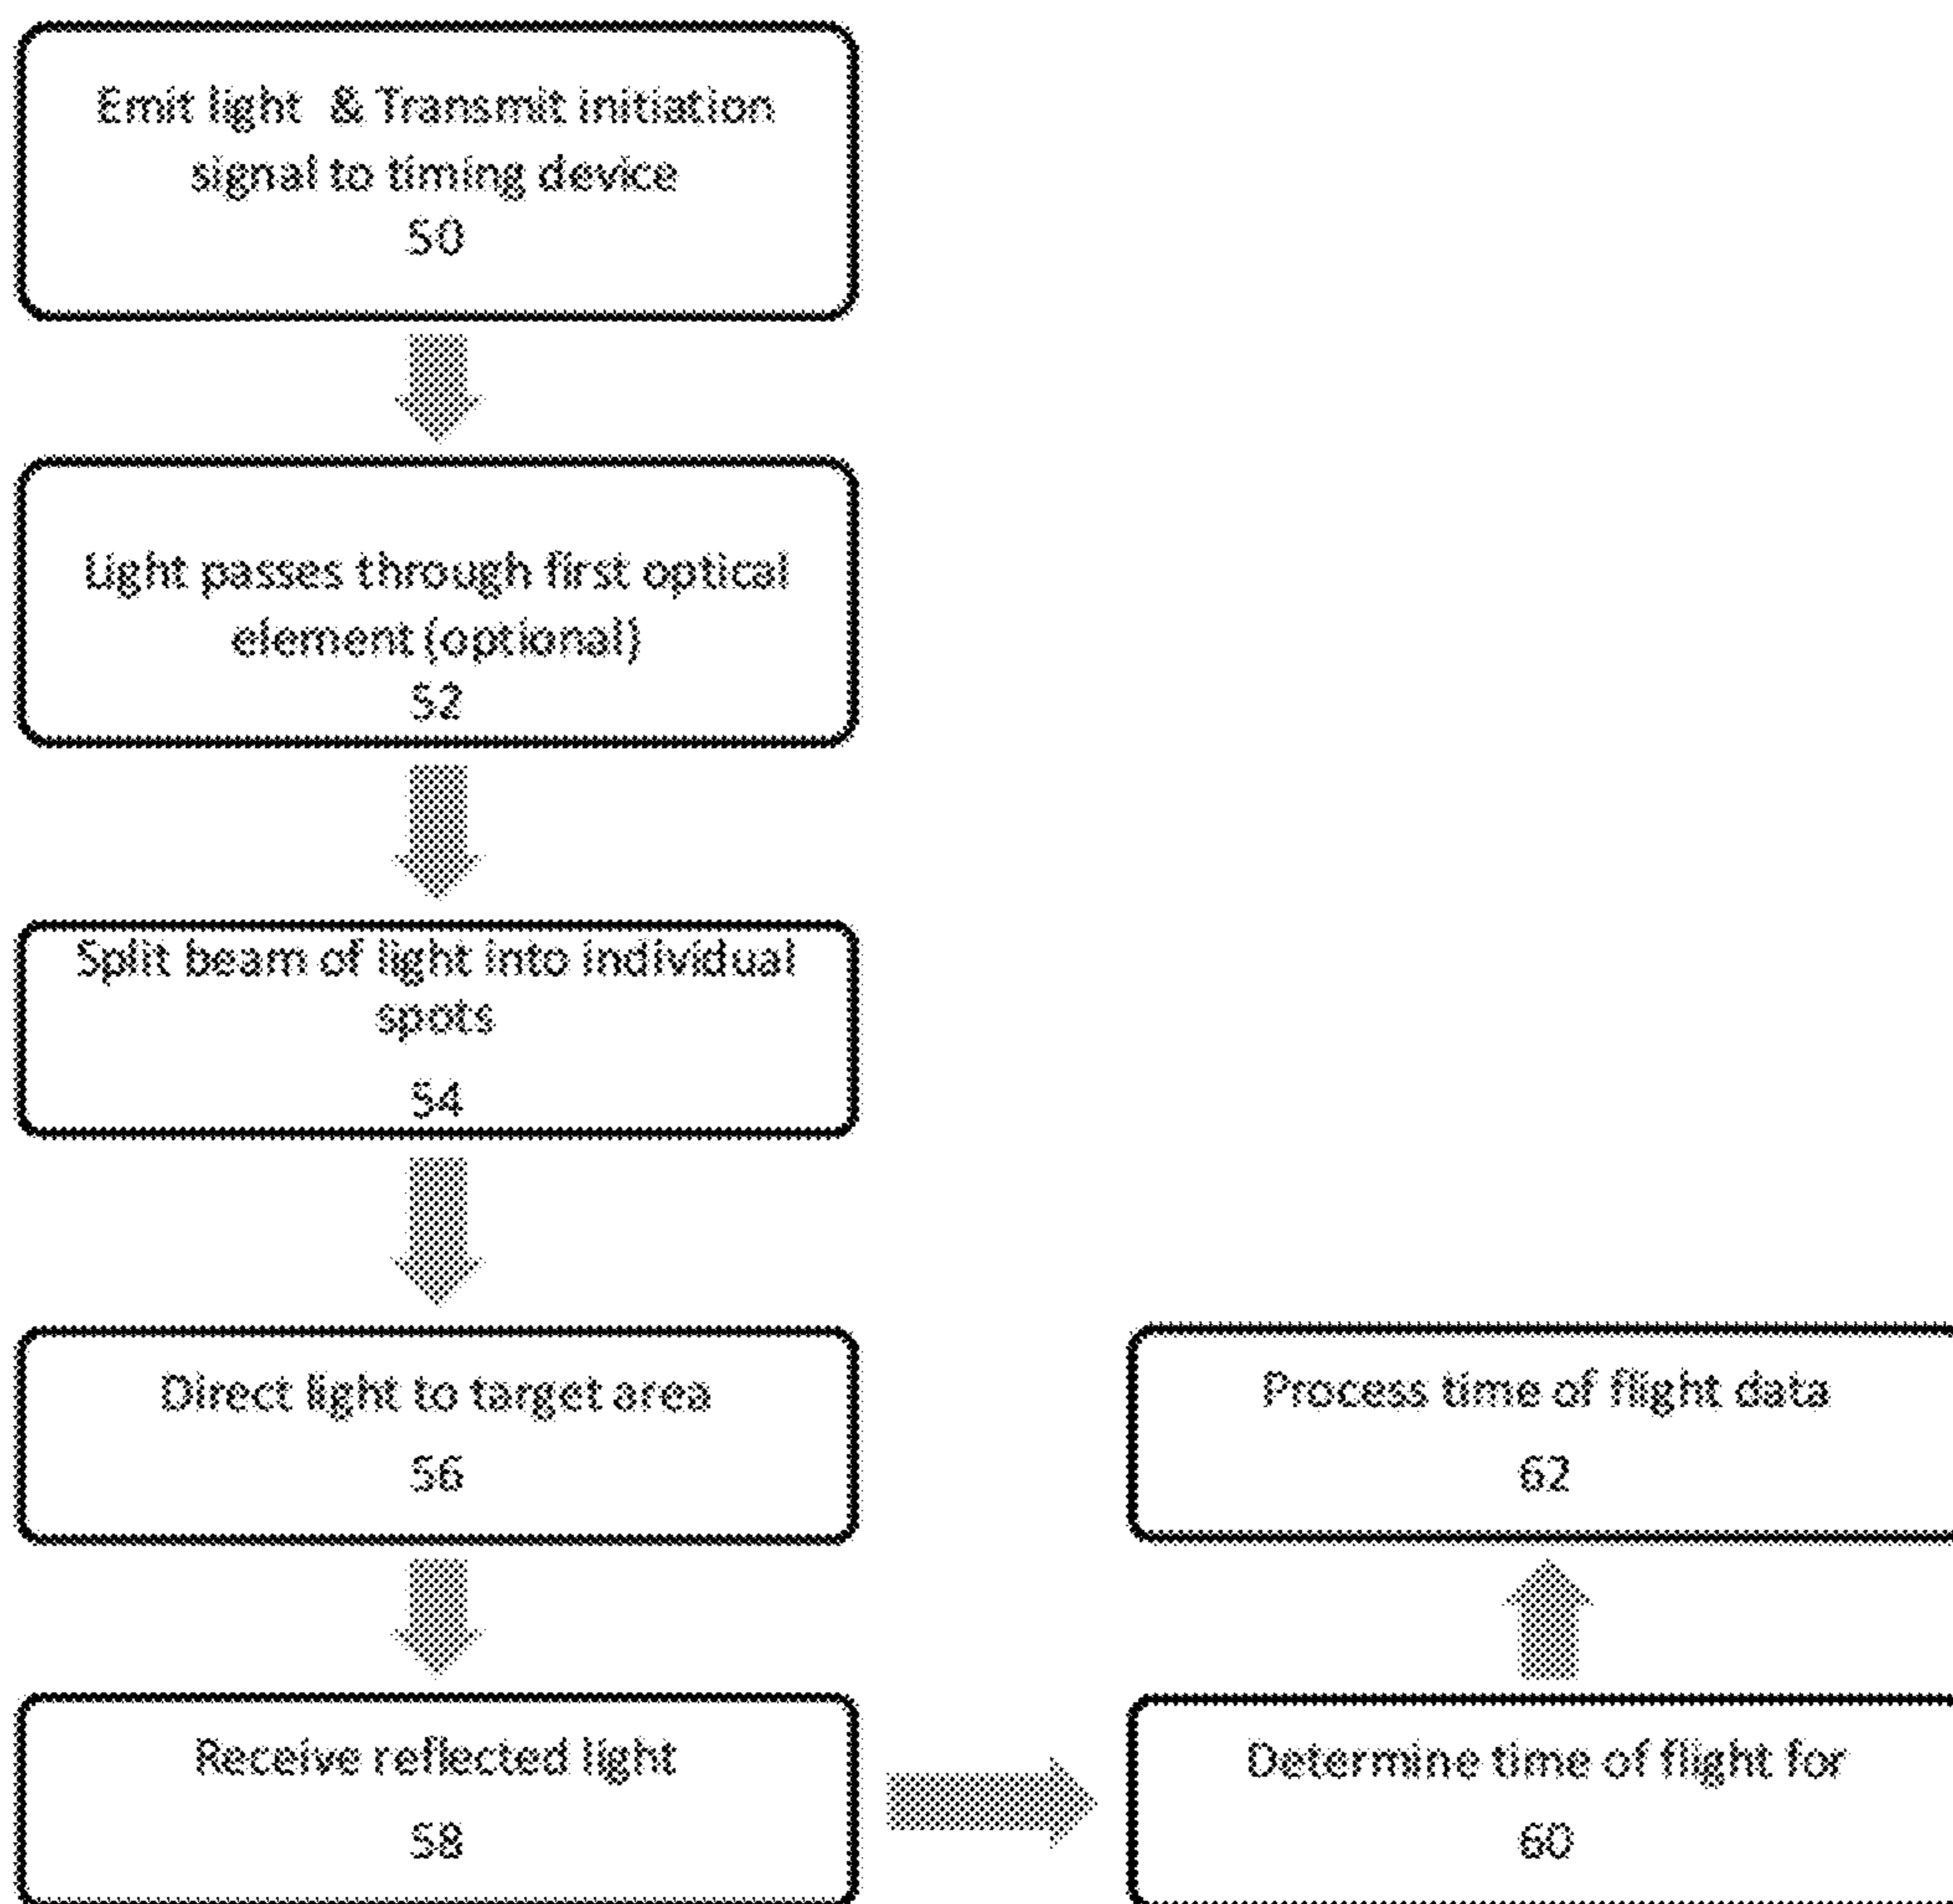 Emit light & Transmit initiation
signal to timing device
50
Light passes through first optical
element (optional)
52
Split beam of light into individual
spots
54
Direct light to target area
56
Receive reflected light
58
Determine time of flight for
60
Process time of flight data
62